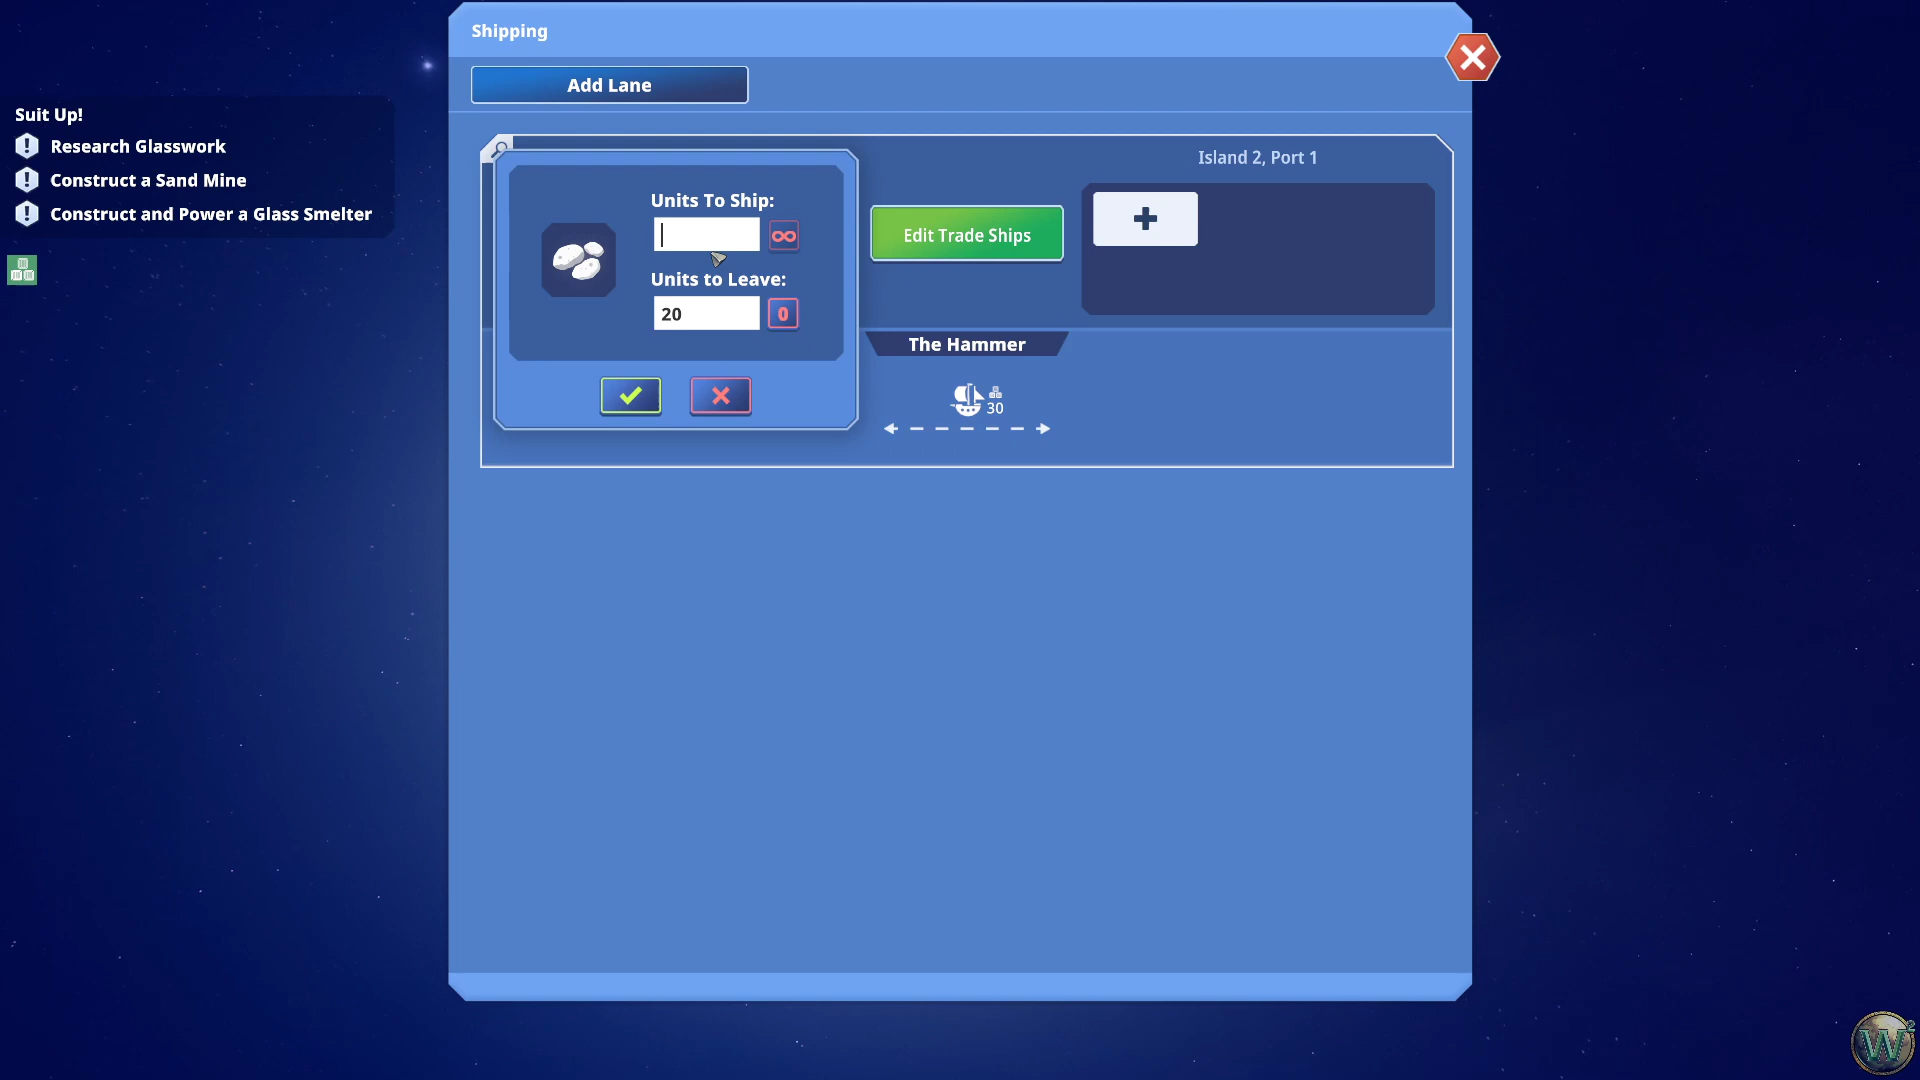 Shipping
Add Lane
Suit Up!
Research Glasswork
Construct a Sand Mine
Construct and Power a Glass Smelter
Units To Ship:
∞
Units to Leave:
20
0
Edit Trade Ships
Island 2, Port 1
+
The Hammer
30
W2